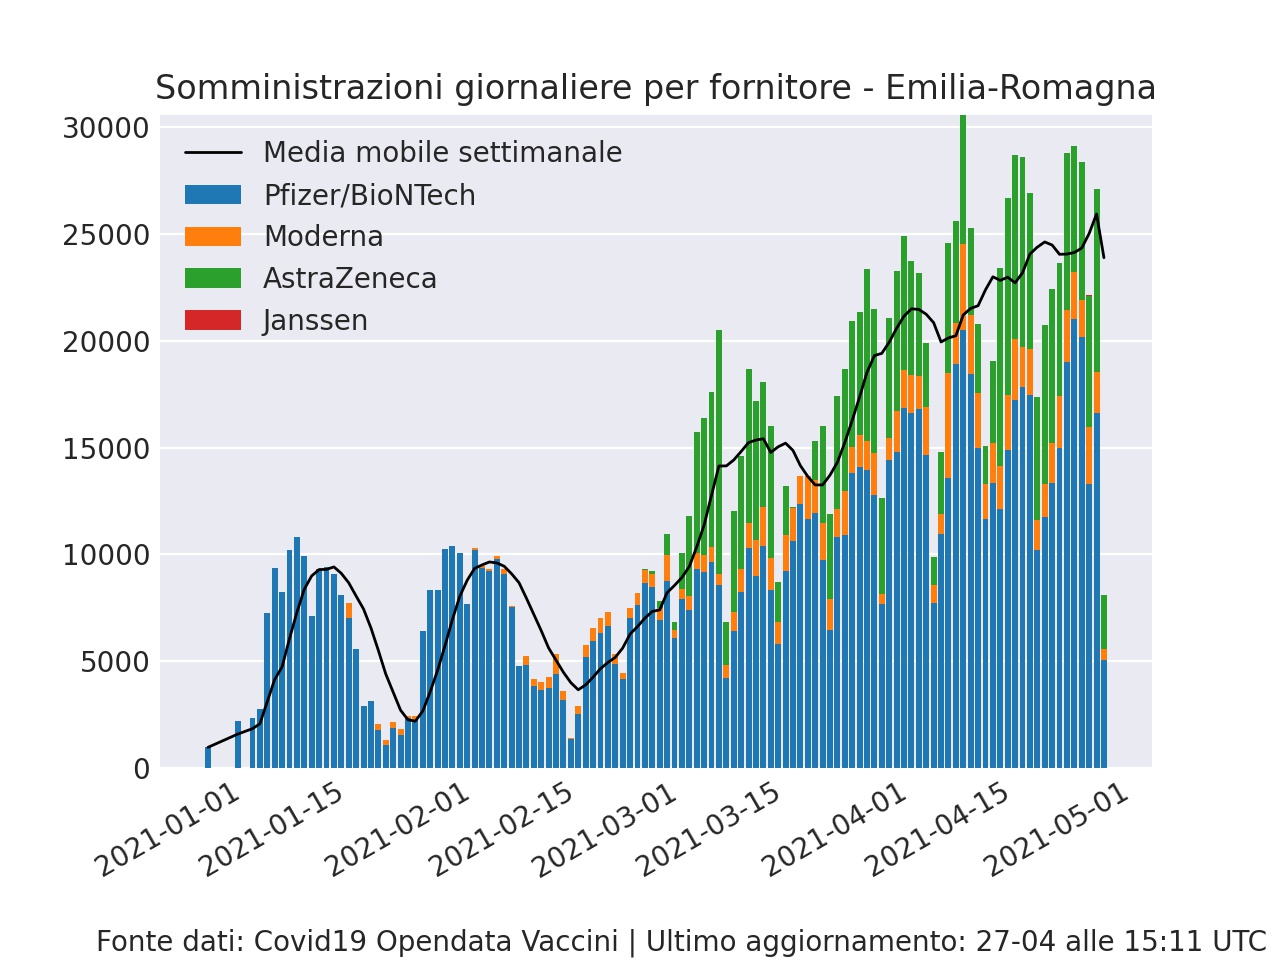 Somministrazioni giornaliere per fornitore - Emilia-Romagna
30000
25000
20000
15000
10000
5000
0
Media mobile settimanale
Pfizer/BioNTech
Moderna
AstraZeneca
Janssen
2021-01-01
2021-01-15
2021-02-01
2021-02-15
2021-03-01
2021-03-15
2021-04-01
2021-04-15
2021-05-01
Fonte dati: Covid19 Opendata Vaccini | Ultimo aggiornamento: 27-04 alle 15:11 UTC